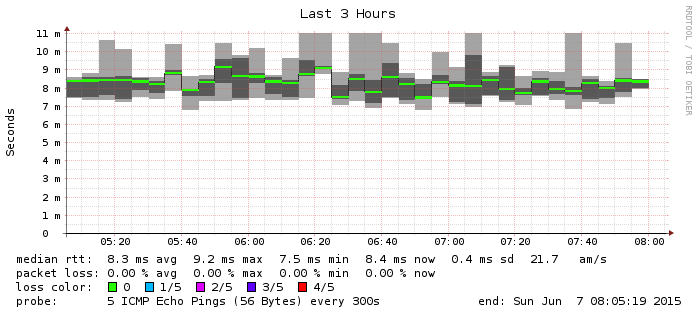 Last 3 Hours
RRDTOOL / TOBI OETIKER
Seconds
11 m
10 m
9 m
8 m
7 m
6 m
5 m
4 m
3 m
2 m
1 m
0
05:20 05:40 06:00 06:20 06:40 07:00 07:20 07:40 08:00
median rtt: 8.3 ms avg 9.2 ms max 7.5 ms min 8.4 ms now 0.4 ms sd 21.7 am/s
packet loss: 0.00 % avg 0.00 % max 0.00 % min 0.00 % now
loss color: 0 1/5 2/5 3/5 4/5
probe: 5 ICMP Echo Pings (56 Bytes) every 300s end: Sun Jun 7 08:05:19 2015